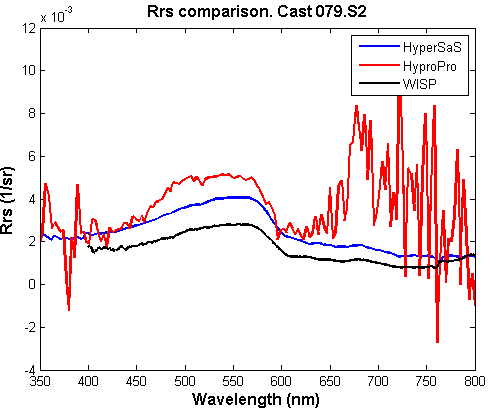 Rrs comparison. Cast 079.S2
x 10⁻³
12
10
8
6
4
2
0
-2
-4
Rrs (1/sr)
HyperSaS
HyproPro
WISP
350 400 450 500 550 600 650 700 750 800
Wavelength (nm)